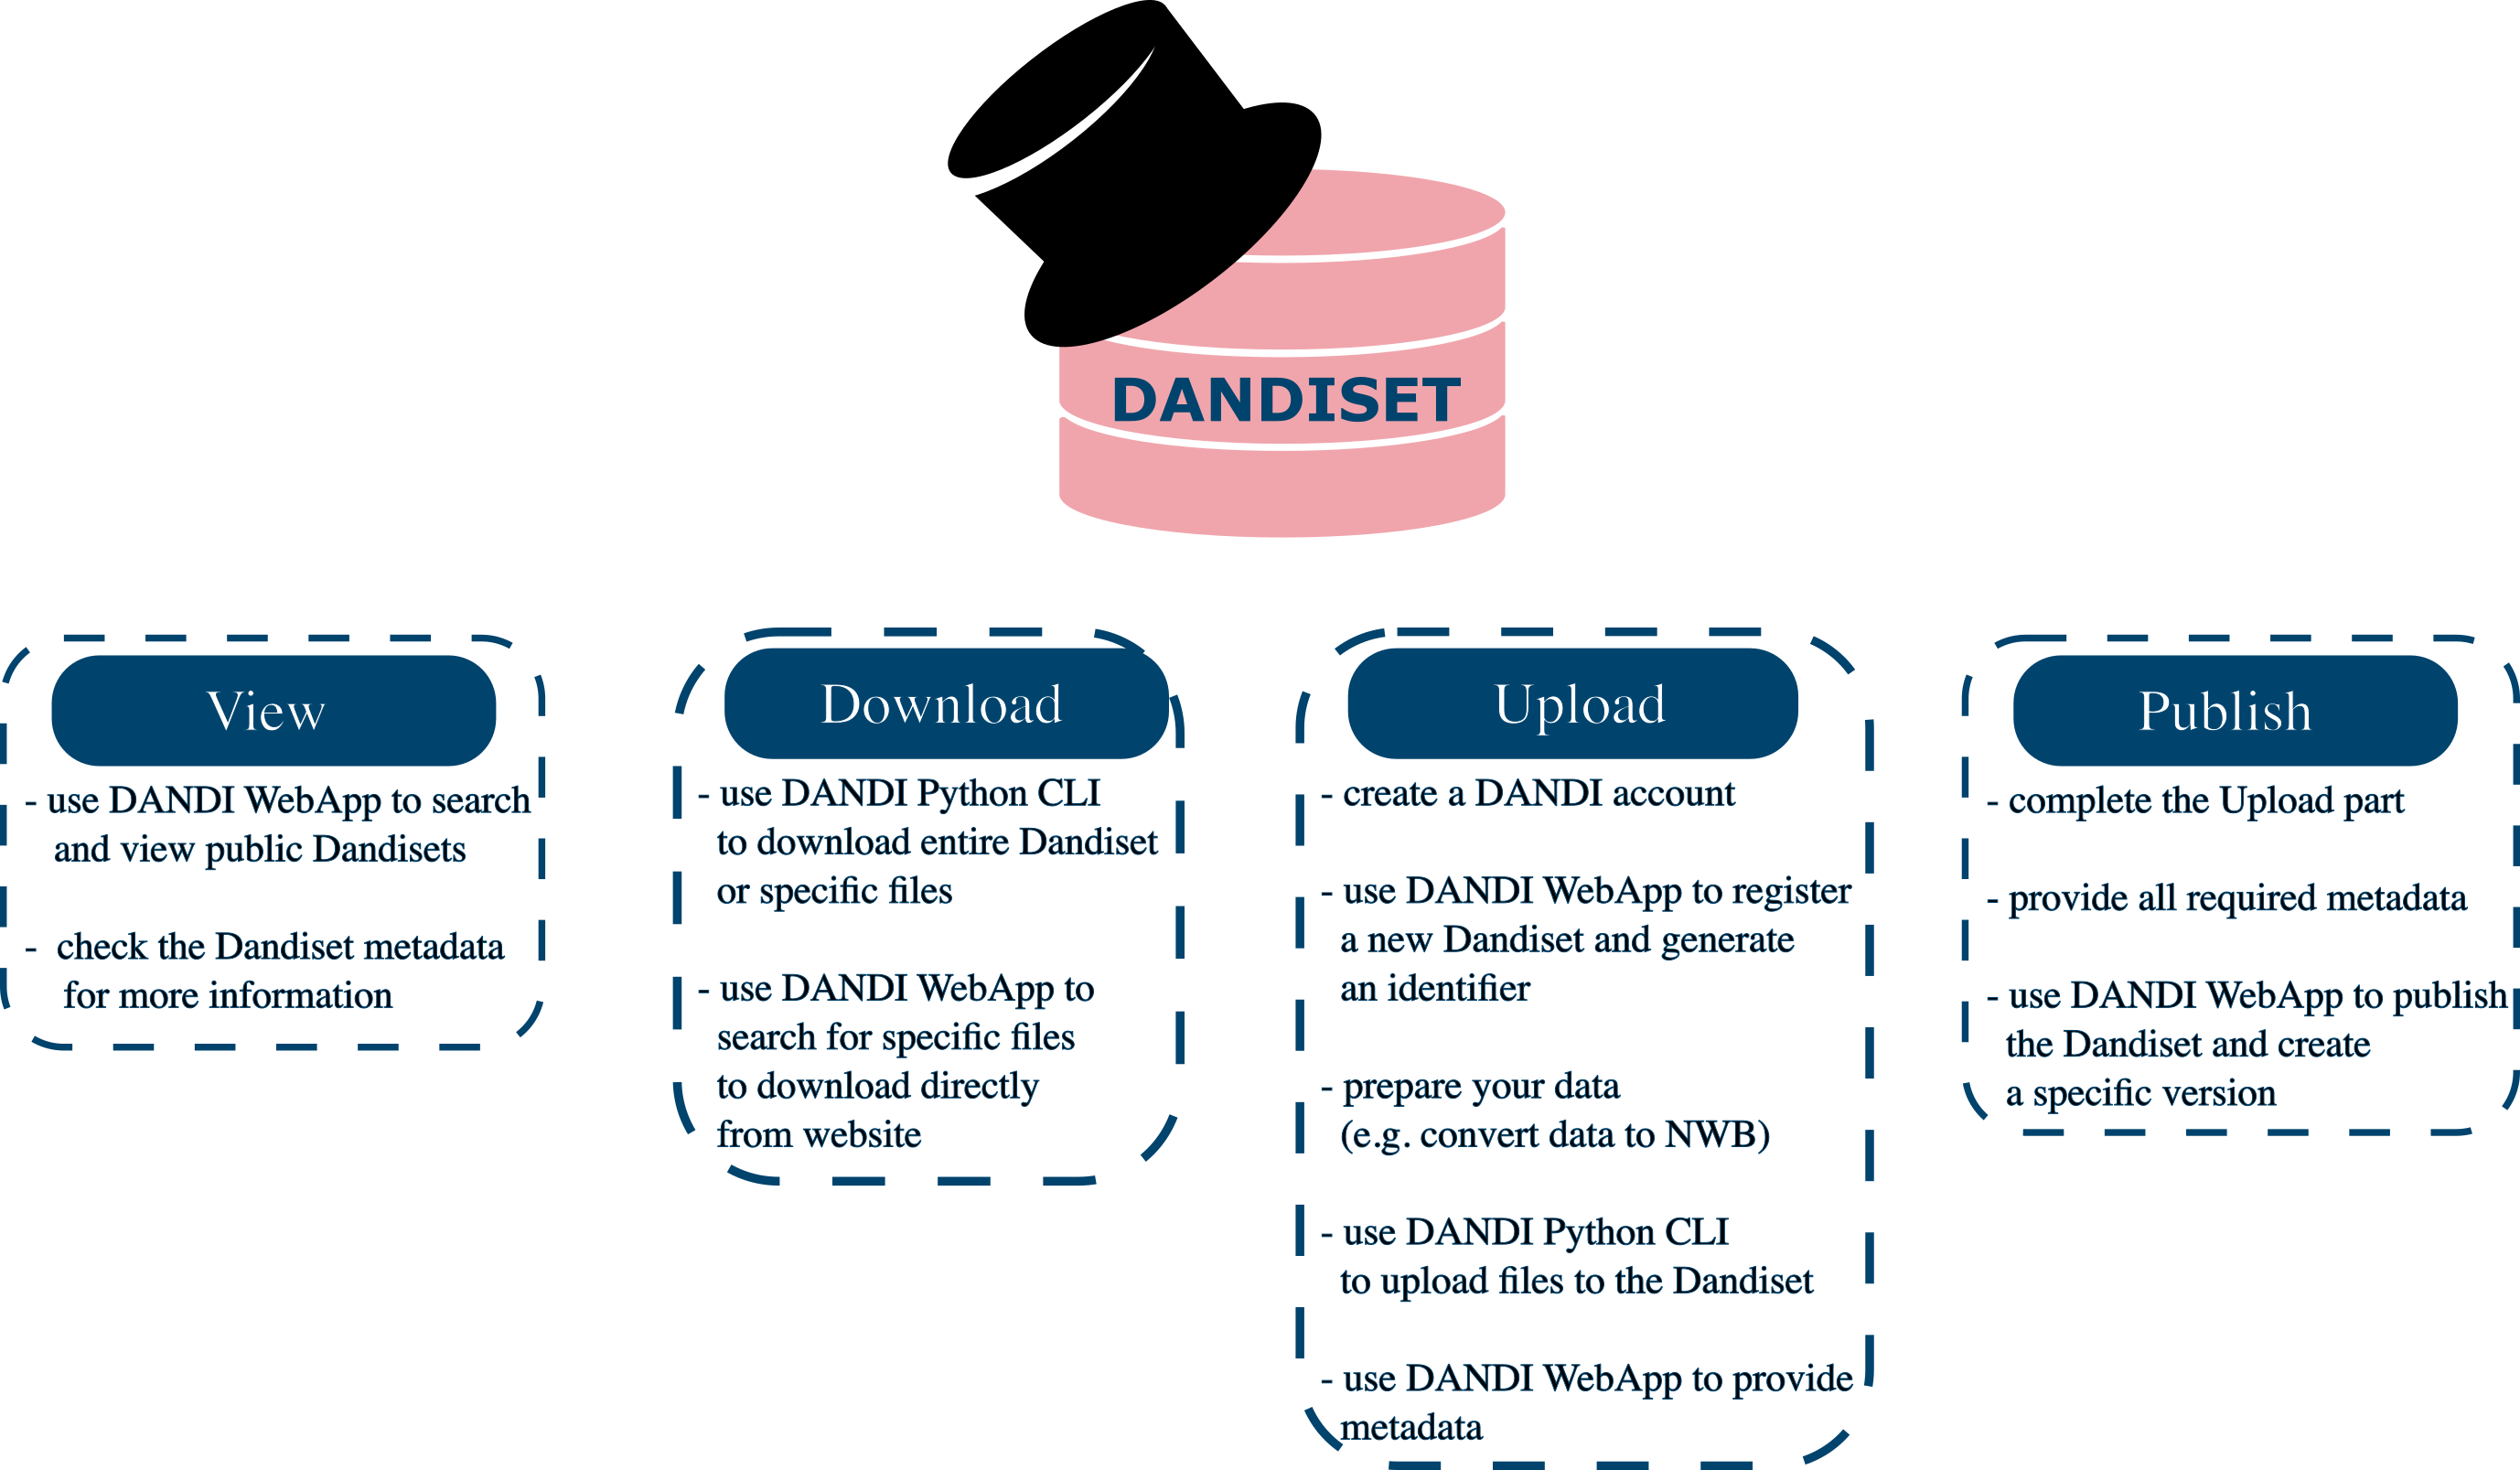 DANDISET
View
- use DANDI WebApp to search
and view public Dandisets
- check the Dandiset metadata
for more information
Download
- use DANDI Python CLI
to download entire Dandiset
or specific files
- use DANDI WebApp to
search for specific files
to download directly
from website
Upload
- create a DANDI account
- use DANDI WebApp to register
a new Dandiset and generate
an identifier
- prepare your data
(e.g. convert data to NWB)
- use DANDI Python CLI
to upload files to the Dandiset
- use DANDI WebApp to provide
metadata
Publish
- complete the Upload part
- provide all required metadata
- use DANDI WebApp to publish
the Dandiset and create
a specific version